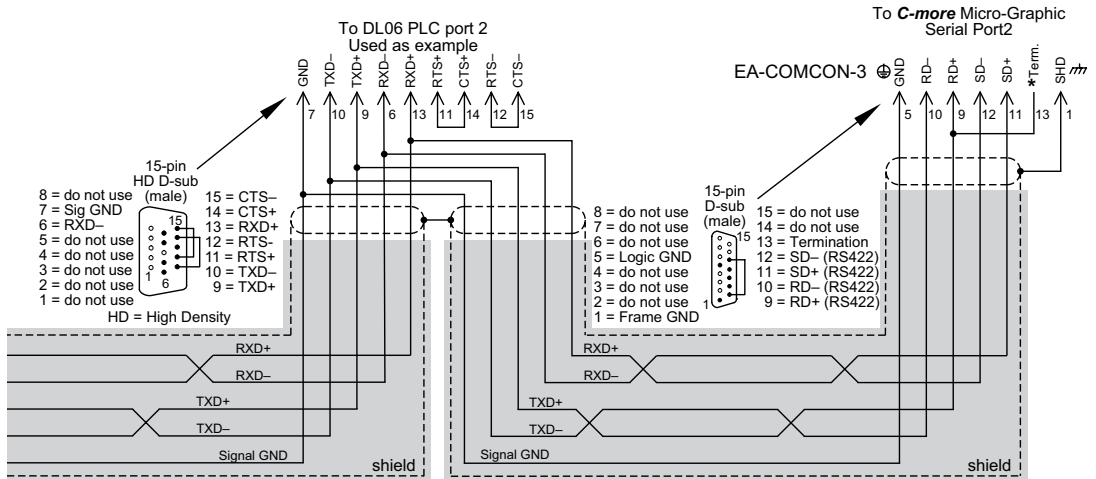 To DL06 PLC port 2
Used as example
GND
TXD–
TXD+
RXD–
RXD+
RTS+
CTS+
RTS–
CTS–
7
10
9
6
13
11
14
12
15
To C-more Micro-Graphic
Serial Port2
EA-COMCON-3
GND
RD–
RD+
SD–
SD+
*Term.
SHD
5
10
9
12
11
13
1
15-pin
HD D-sub
(male)
8 = do not use
7 = Sig GND
6 = RXD–
5 = do not use
4 = do not use
3 = do not use
2 = do not use
1 = do not use
15
1
6
15 = CTS–
14 = CTS+
13 = RXD+
12 = RTS-
11 = RTS+
10 = TXD–
9 = TXD+
HD = High Density
15-pin
D-sub
(male)
8 = do not use
7 = do not use
6 = do not use
5 = Logic GND
4 = do not use
3 = do not use
2 = do not use
1 = Frame GND
15
1
15 = do not use
14 = do not use
13 = Termination
12 = SD– (RS422)
11 = SD+ (RS422)
10 = RD– (RS422)
9 = RD+ (RS422)
RXD+
RXD–
TXD+
TXD–
Signal GND
shield
RXD+
RXD–
TXD+
TXD–
Signal GND
shield